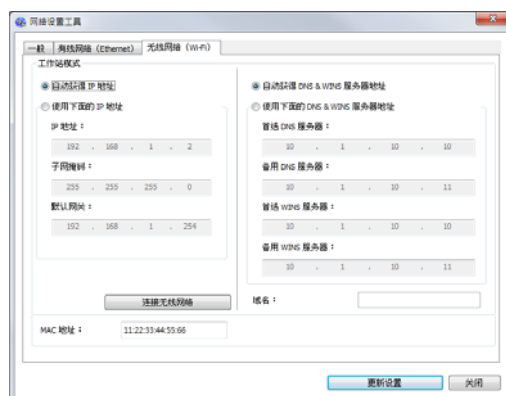 网络设置工具
一般 有线网络 (Ethernet) 无线网络 (Wi-Fi)
工作站模式
自动获得 IP 地址
使用下面的 IP 地址
IP 地址：
192 . 168 . 1 . 2
子网掩码：
255 . 255 . 255 . 0
默认网关：
192 . 168 . 1 . 254
连接无线网络
自动获得 DNS & WINS 服务器地址
使用下面的 DNS & WINS 服务器地址
首选 DNS 服务器：
10 . 1 . 10 . 10
备用 DNS 服务器：
10 . 1 . 10 . 11
首选 WINS 服务器：
10 . 1 . 10 . 10
备用 WINS 服务器：
10 . 1 . 10 . 11
域名：
MAC 地址： 11:22:33:44:55:66
更新设置 关闭